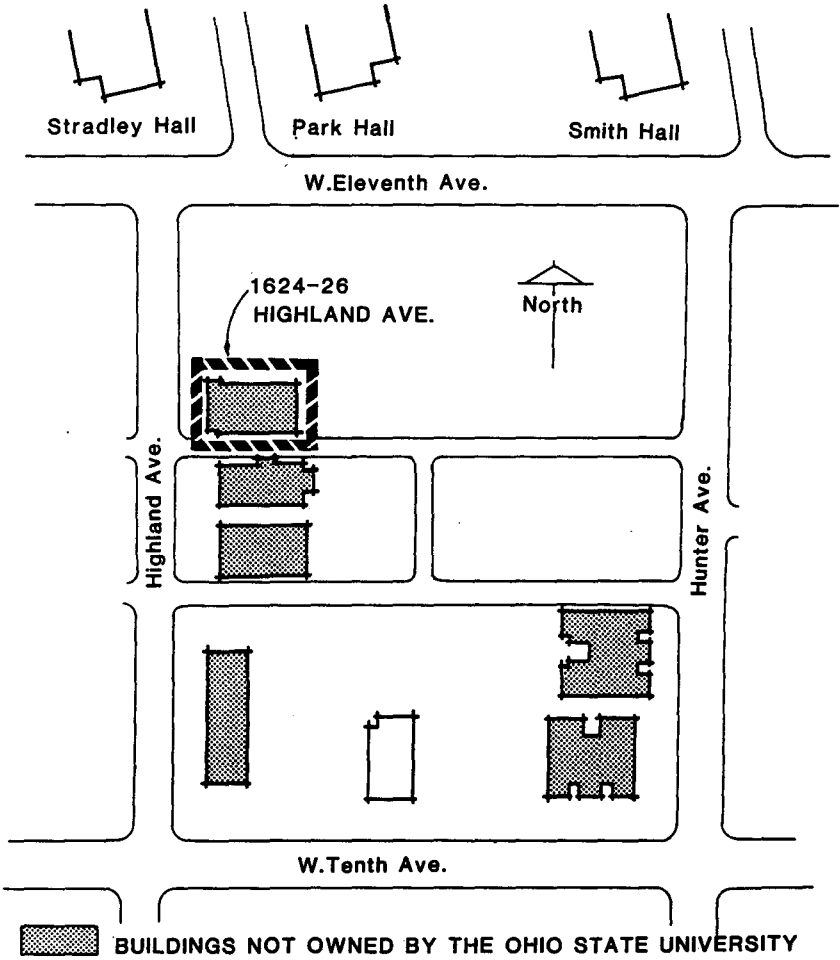 Stradley Hall
Park Hall
Smith Hall
W.Eleventh Ave.
1624-26
HIGHLAND AVE.
North
Highland Ave.
Hunter Ave.
W.Tenth Ave.
BUILDINGS NOT OWNED BY THE OHIO STATE UNIVERSITY